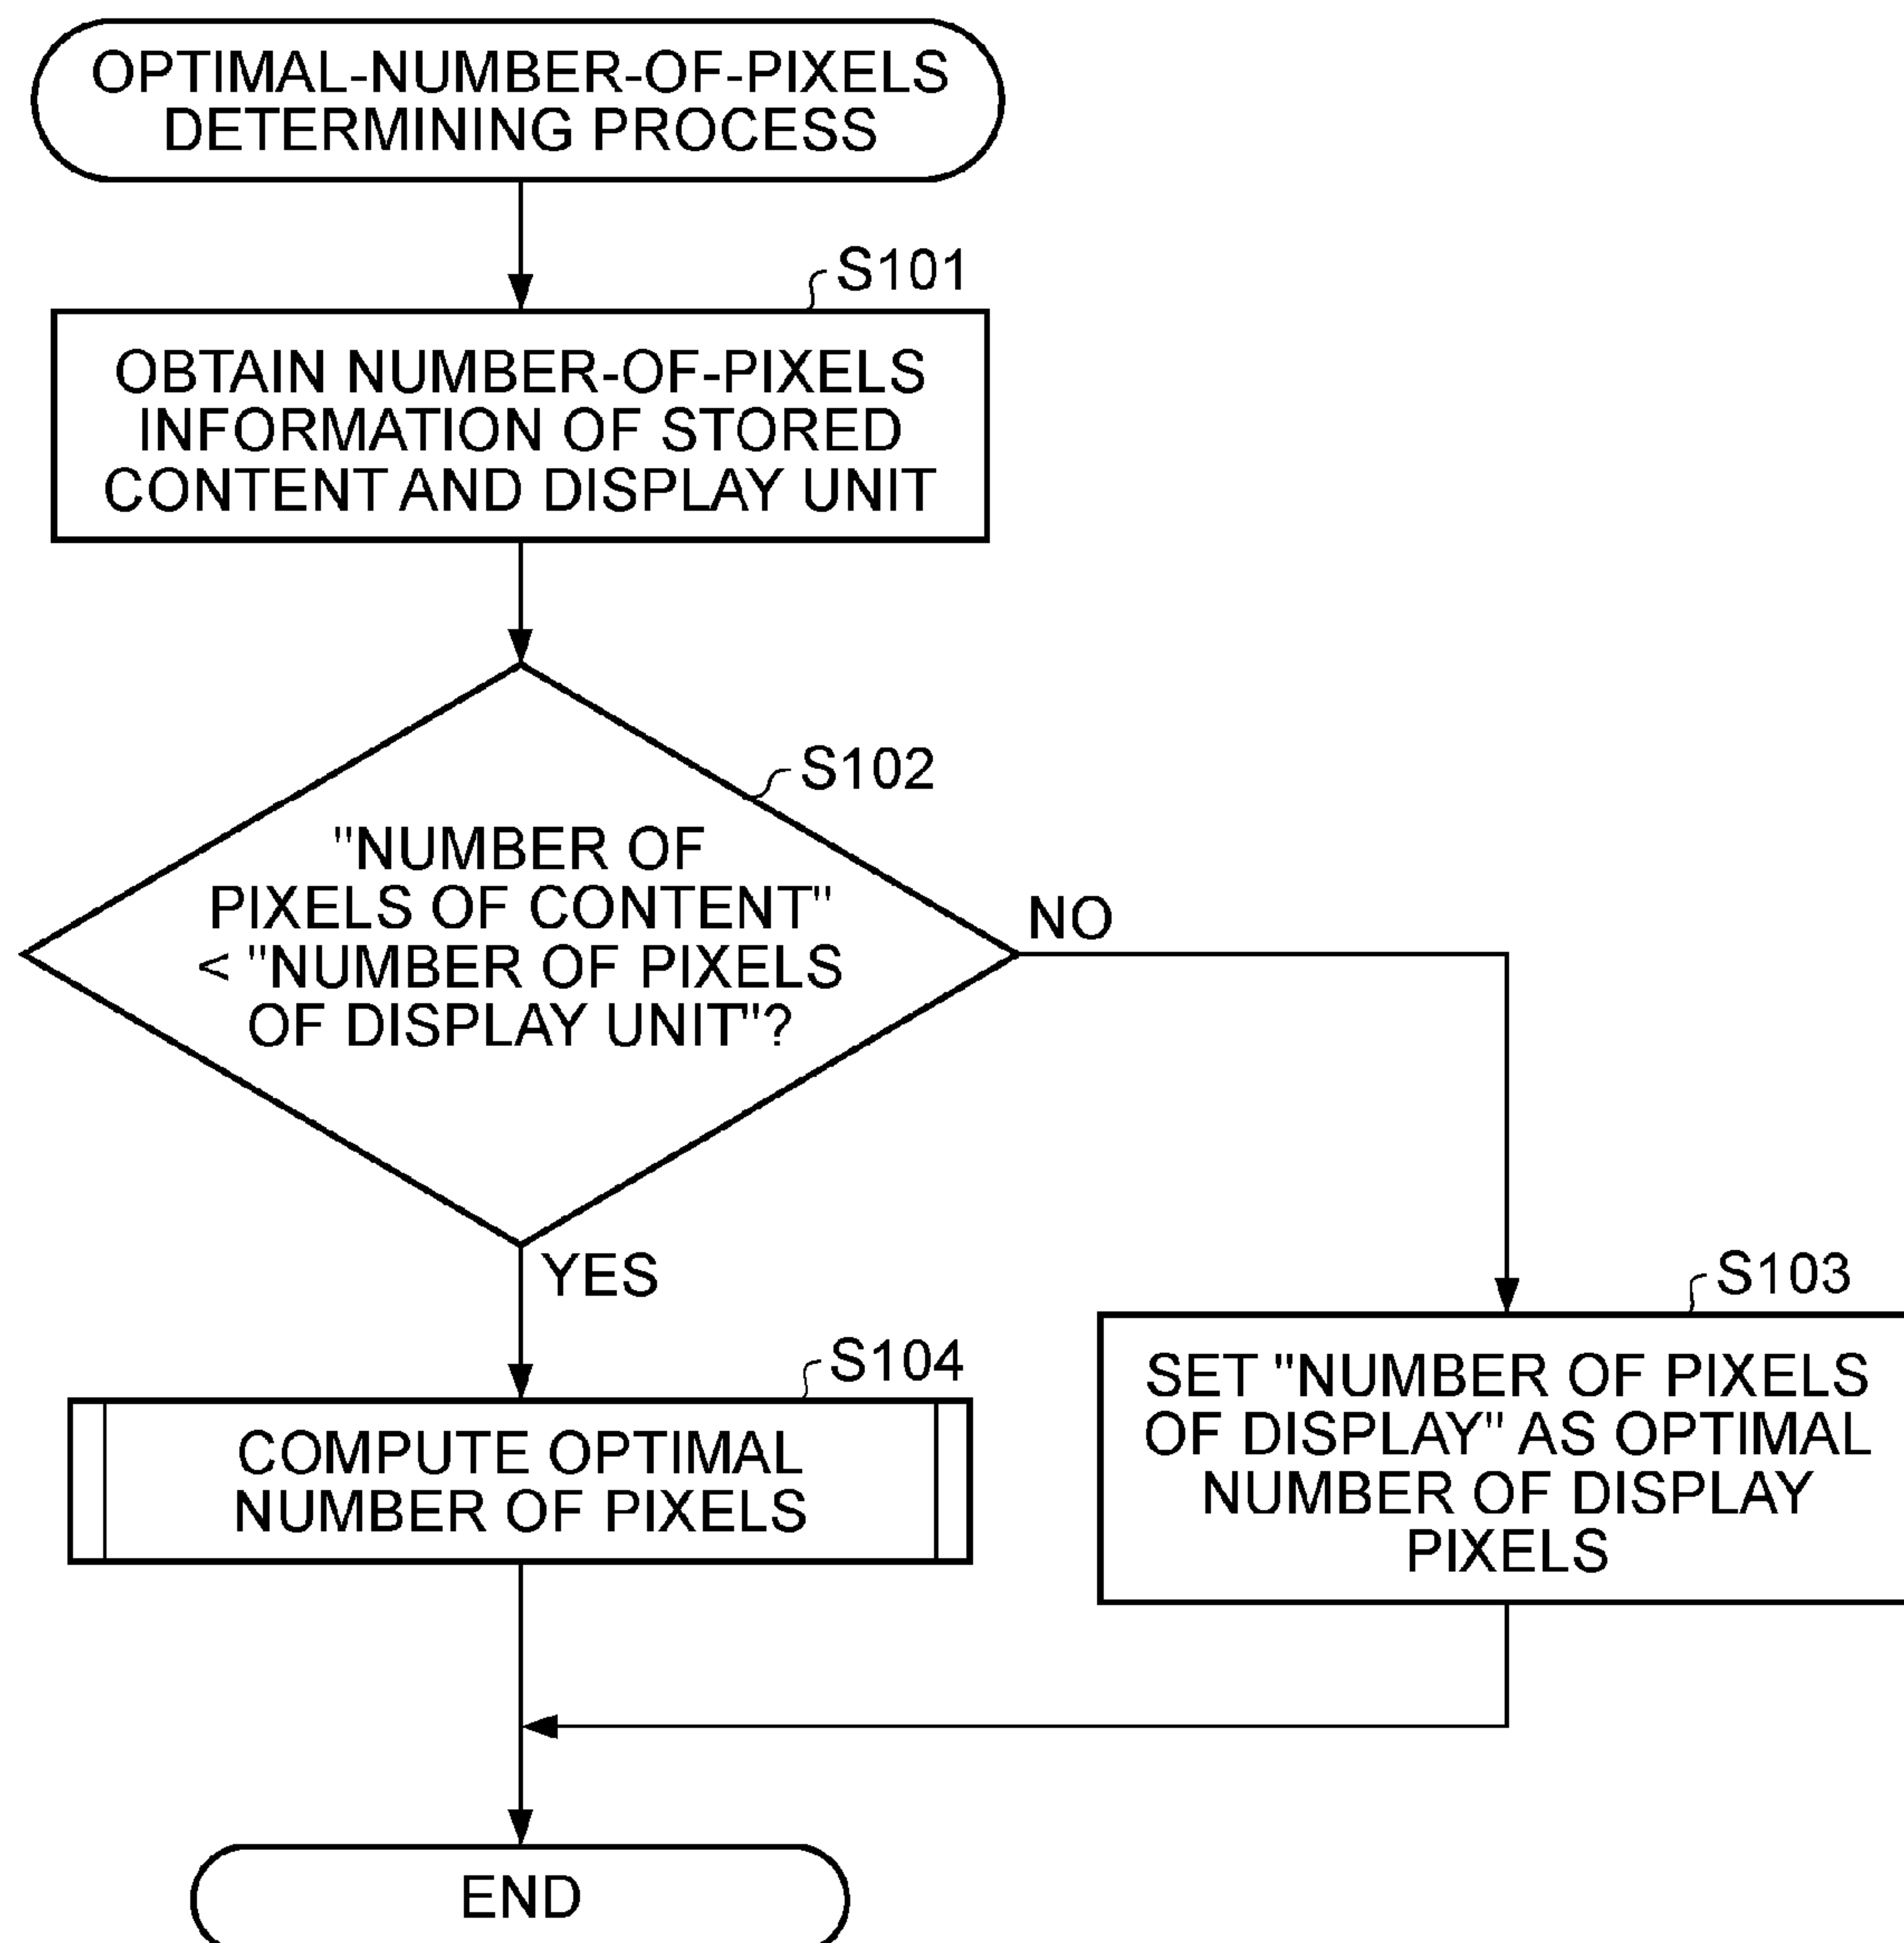 OPTIMAL-NUMBER-OF-PIXELS
DETERMINING PROCESS
S101
OBTAIN NUMBER-OF-PIXELS
INFORMATION OF STORED
CONTENT AND DISPLAY UNIT
S102
"NUMBER OF
PIXELS OF CONTENT"
< "NUMBER OF PIXELS
OF DISPLAY UNIT"?
NO
YES
S103
SET "NUMBER OF PIXELS
OF DISPLAY" AS OPTIMAL
NUMBER OF DISPLAY
PIXELS
S104
COMPUTE OPTIMAL
NUMBER OF PIXELS
END